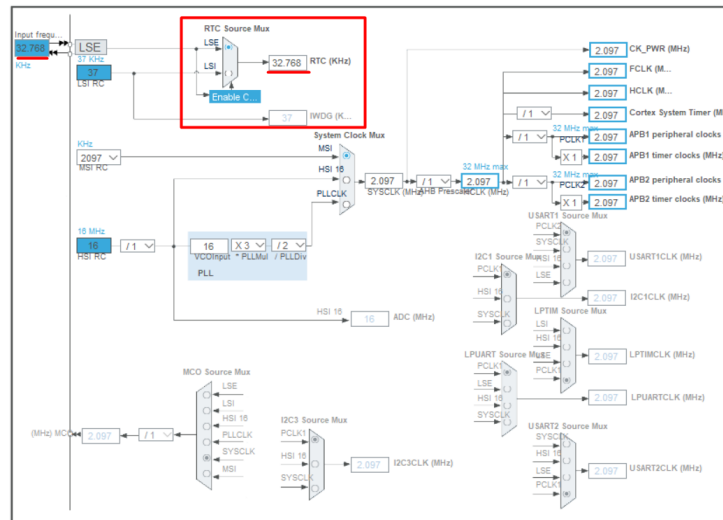 RTC Source Mux
Input frequ...
32.768
KHz
LSE
LSE
LSI
32.768
RTC (KHz)
Enable C...
37 KHz
37
LSI RC
37
IWDG (K...
System Clock Mux
KHz
2097
MSI RC
MSI
HSI 16
PLLCLK
2.097
SYSCLK (MHz)
/ 1
AHB Presca
32 MHz max
2.097
HCLK (MHz)
2.097
CK_PWR (MHz)
2.097
FCLK (M...
2.097
HCLK (M...
/ 1
2.097
Cortex System Timer (M
32 MHz max
/ 1
PCLK1
2.097
APB1 peripheral clocks
X 1
2.097
APB1 timer clocks (MHz)
32 MHz max
/ 1
PCLK2
2.097
APB2 peripheral clocks
X 1
2.097
APB2 timer clocks (MHz)
16 MHz
16
HSI RC
/ 1
16
X 3
/ 2
VCOInput
* PLLMul
/ PLLDiv
PLL
HSI 16
16
ADC (MHz)
USART1 Source Mux
PCLK2
SYSCLK
HSI 16
LSE
2.097
USART1CLK (MHz)
I2C1 Source Mux
PCLK1
HSI 16
SYSCLK
2.097
I2C1CLK (MHz)
LPTIM Source Mux
LSI
HSI 16
LSE
PCLK1
2.097
LPTIMCLK (MHz)
LPUART Source Mux
PCLK1
LSE
HSI 16
SYSCLK
2.097
LPUARTCLK (MHz)
USART2 Source Mux
SYSCLK
HSI 16
LSE
PCLK1
2.097
USART2CLK (MHz)
MCO Source Mux
LSE
LSI
HSI 16
PLLCLK
SYSCLK
MSI
(MHz) MCO
2.097
/ 1
I2C3 Source Mux
PCLK1
HSI 16
SYSCLK
2.097
I2C3CLK (MHz)